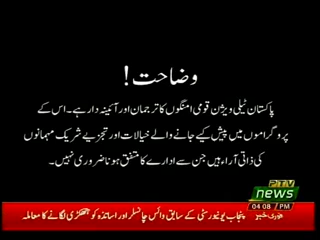 وضاحت!
پاکستان ٹیلی ویژن قومی امنگوں کا ترجمان اور آئینہ دار ہے۔ اس کے
پروگراموں میں پیش کیے جانے والے خیالات اور تجزیے شریک مہمانوں
کی ذاتی آراء ہیں جن سے ادارے کا متفق ہونا ضروری نہیں۔
PTV
news
04:08 PM
پنجاب یونیورسٹی کے سابق وائس چانسلر اور اساتذہ کو ہتھکڑی لگانے کا معاملہ